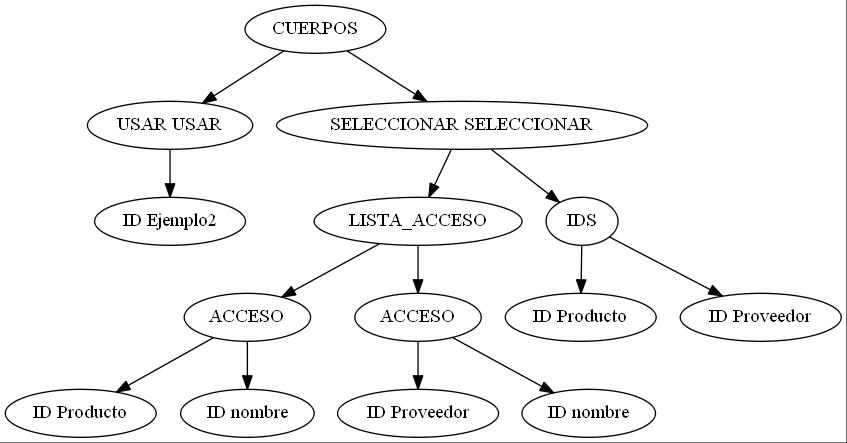 CUERPOS
USAR USAR
SELECCIONAR SELECCIONAR
ID Ejemplo2
LISTA_ACCESO
IDS
ACCESO
ACCESO
ID Producto
ID Proveedor
ID Producto
ID nombre
ID Proveedor
ID nombre